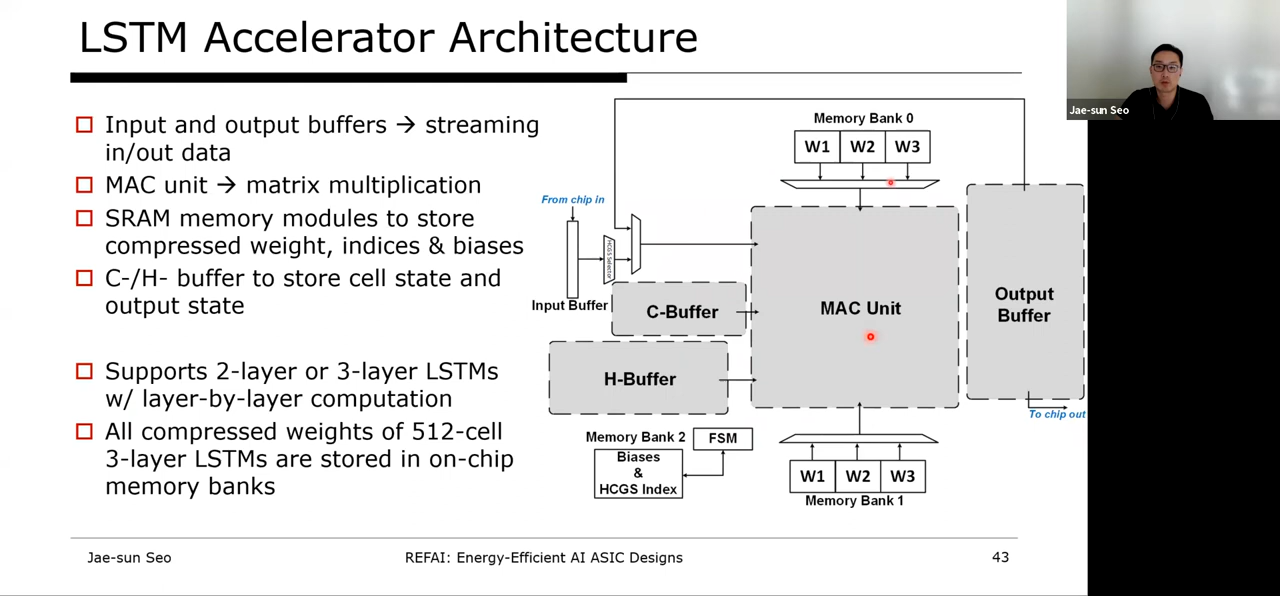 LSTM Accelerator Architecture
Jae-sun Seo
Input and output buffers → streaming
in/out data
MAC unit → matrix multiplication
SRAM memory modules to store
compressed weight, indices & biases
C-/H- buffer to store cell state and
output state
Supports 2-layer or 3-layer LSTMs
w/ layer-by-layer computation
All compressed weights of 512-cell
3-layer LSTMs are stored in on-chip
memory banks
Memory Bank 0
W1 W2 W3
From chip in
HCGS Selector
Input Buffer
C-Buffer
H-Buffer
MAC Unit
Output
Buffer
To chip out
Memory Bank 2
FSM
Biases
&
HCGS Index
W1 W2 W3
Memory Bank 1
Jae-sun Seo
REFAI: Energy-Efficient AI ASIC Designs
43